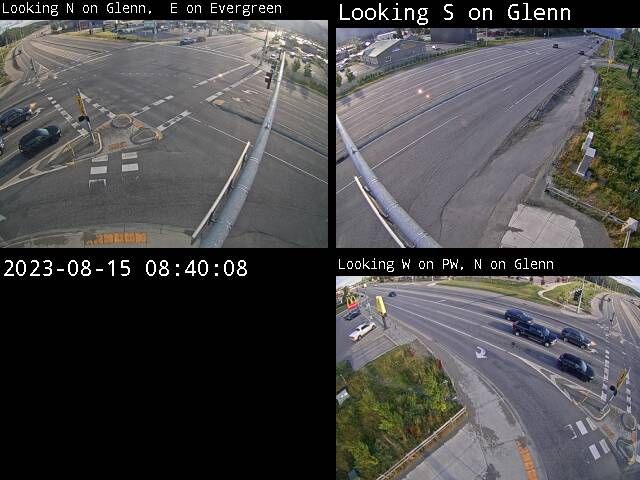 Looking N on Glenn,  E on Evergreen
Looking S on Glenn
2023-08-15 08:40:08
Looking W on PW, N on Glenn